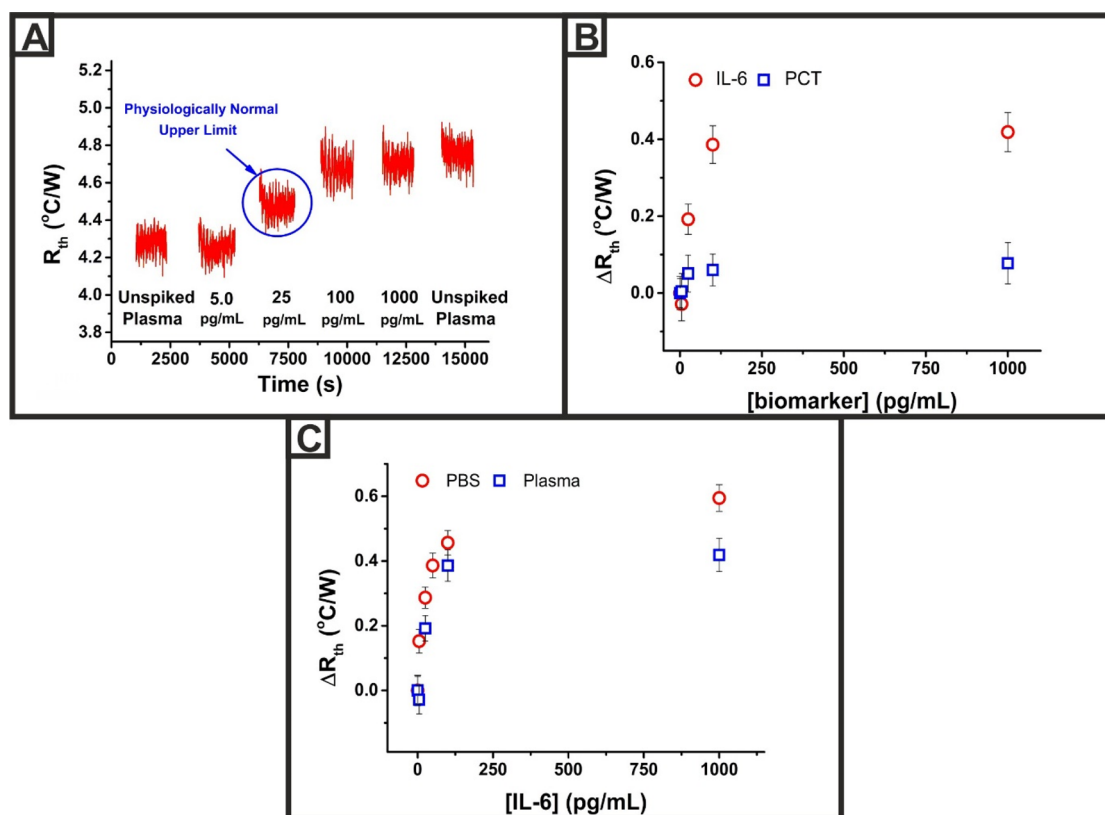 A
R_th (°C/W)
5.2
5.0
4.8
4.6
4.4
4.2
4.0
3.8
Physiologically Normal
Upper Limit
Unspiked
Plasma
5.0
pg/mL
25
pg/mL
100
pg/mL
1000
pg/mL
Unspiked
Plasma
0 2500 5000 7500 10000 12500 15000
Time (s)
B
ΔR_th (°C/W)
0.6
0.4
0.2
0.0
IL-6 PCT
0 250 500 750 1000
[biomarker] (pg/mL)
C
ΔR_th (°C/W)
0.6
0.4
0.2
0.0
PBS Plasma
0 250 500 750 1000
[IL-6] (pg/mL)